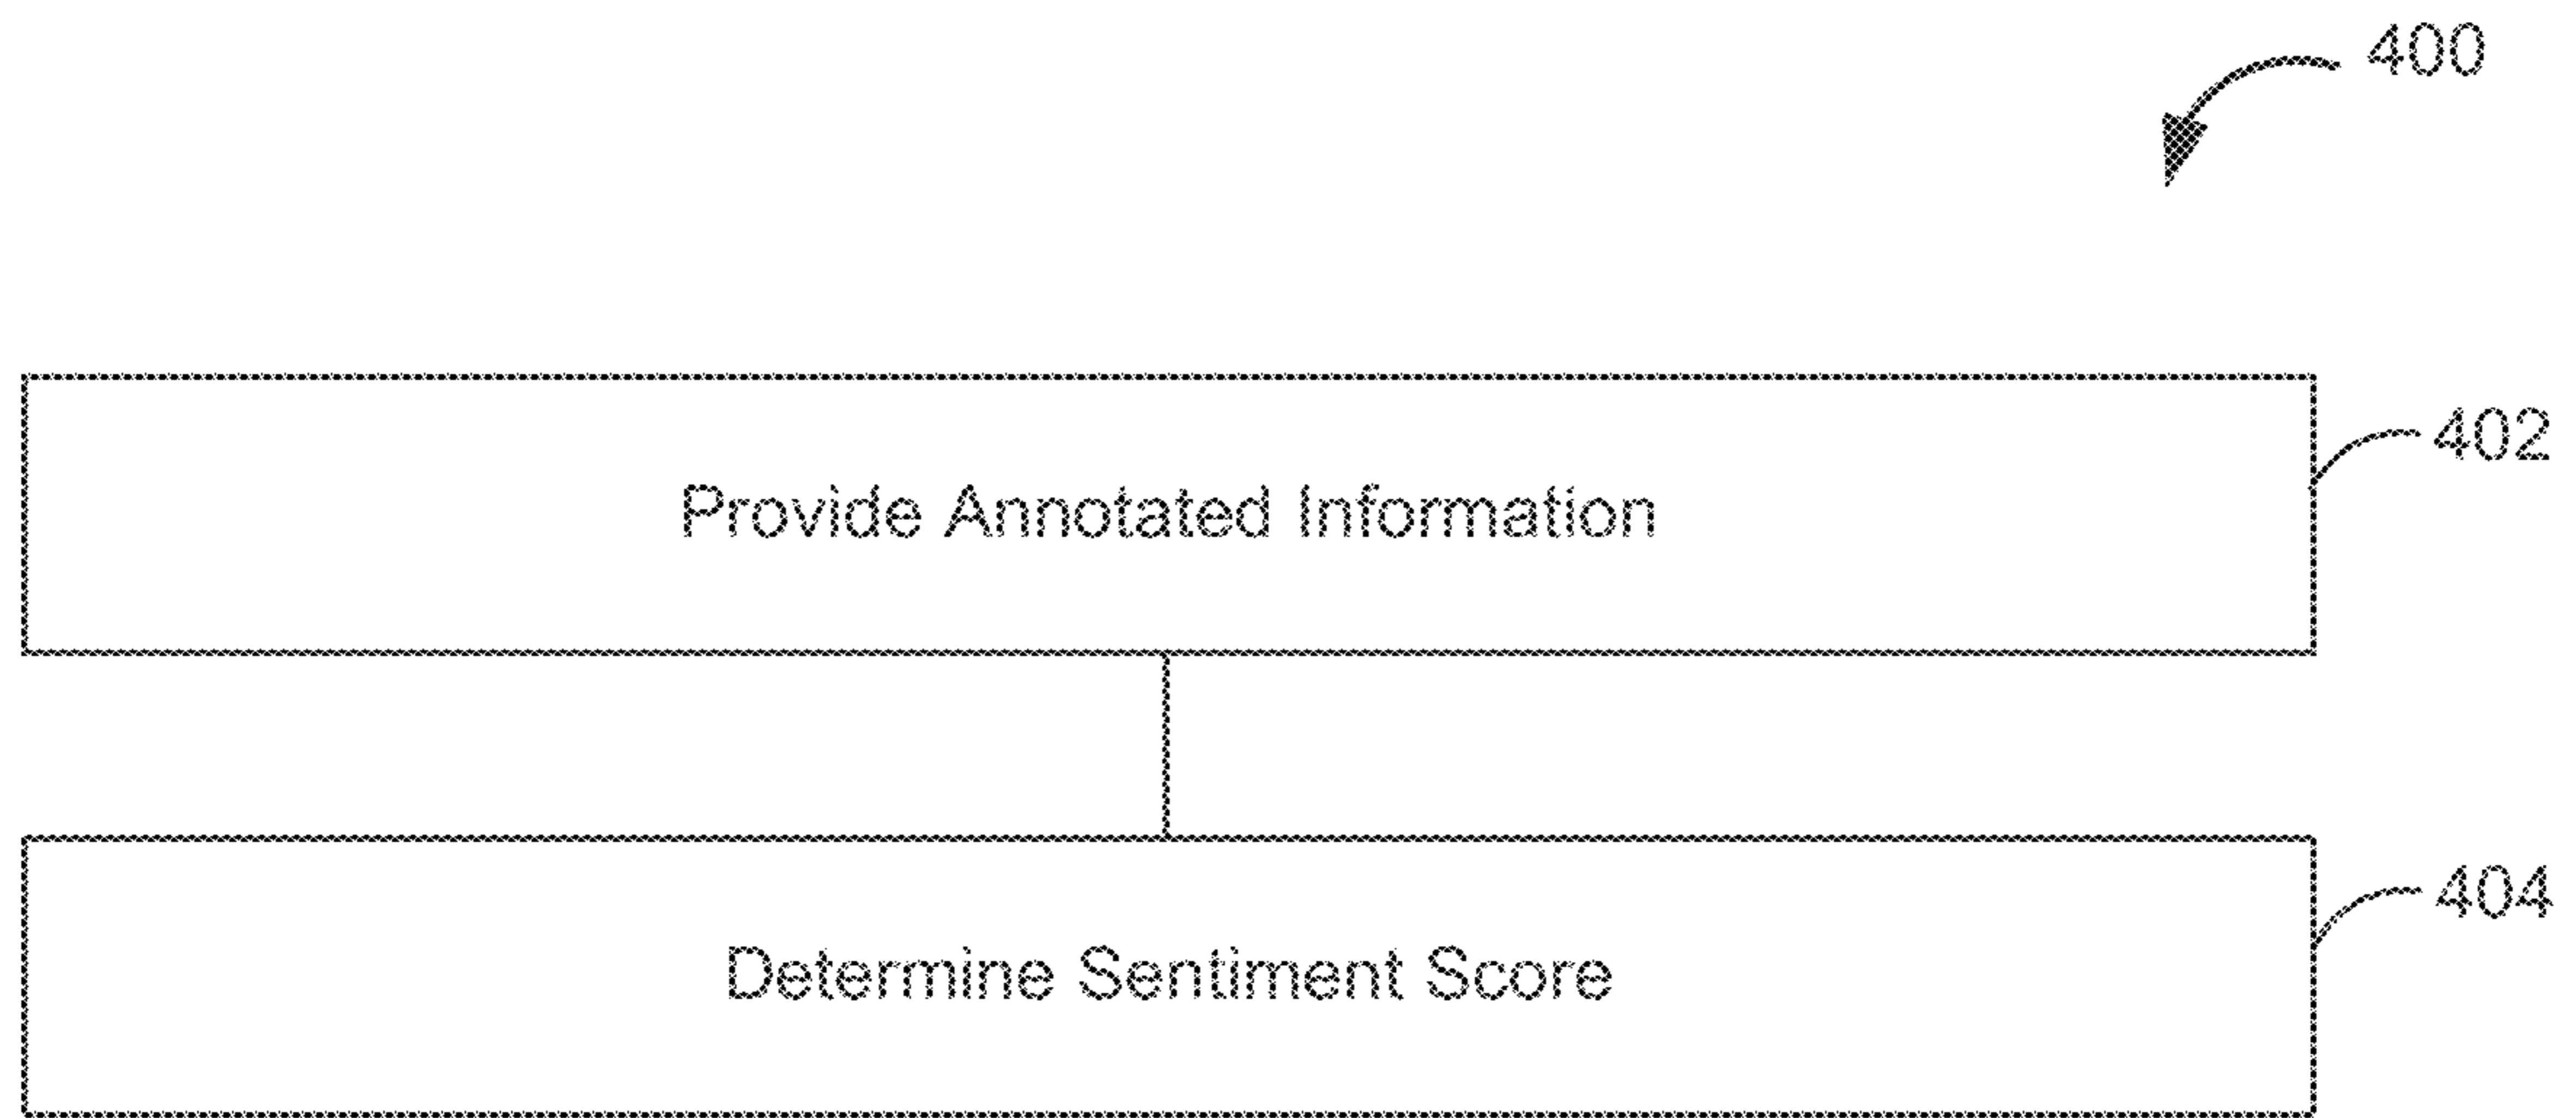 400
402
Provide Annotated Information
404
Determine Sentiment Score